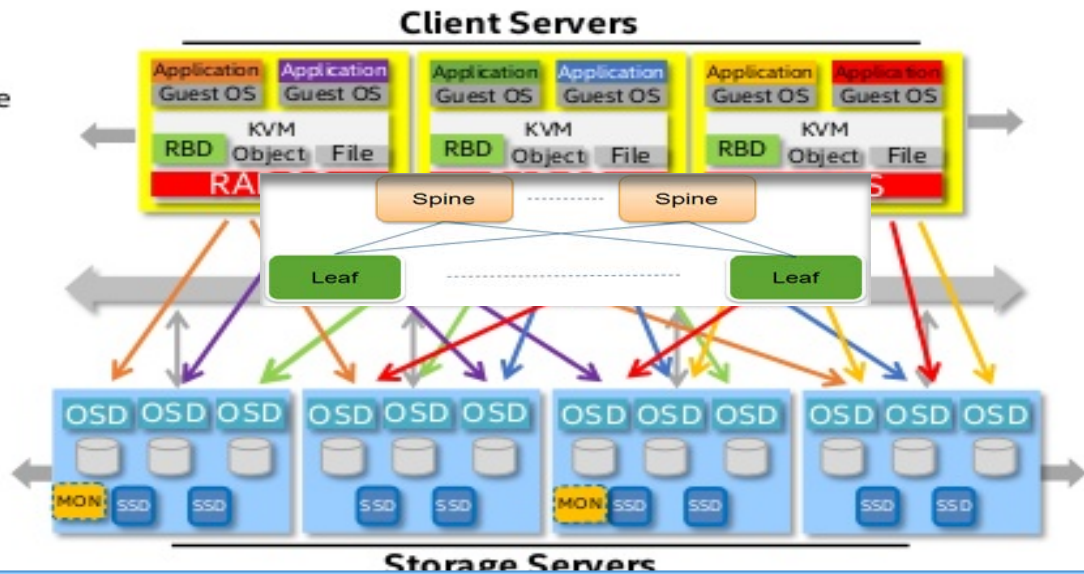 Client Servers
e
Application Application Application Application Application Application
Guest OS Guest OS Guest OS Guest OS Guest OS Guest OS
KVM KVM KVM
RBD Object File RBD Object File RBD Object File
RA S
Spine Spine
Leaf Leaf
OSD OSD OSD OSD OSD OSD OSD OSD OSD OSD OSD OSD
MON SSD SSD SSD SSD MON SSD SSD SSD SSD
Storage Servers